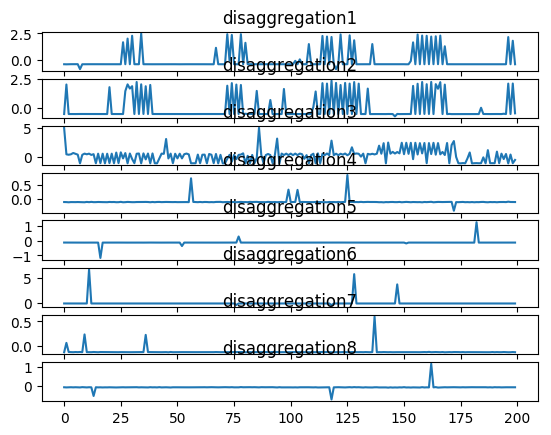 disaggregation1
2.5
0.0
disaggregation2
2.5
0.0
disaggregation3
5
0
disaggregation4
0.5
0.0
disaggregation5
1
0
−1
disaggregation6
5
0
disaggregation7
0.5
0.0
disaggregation8
1
0
0 25 50 75 100 125 150 175 200